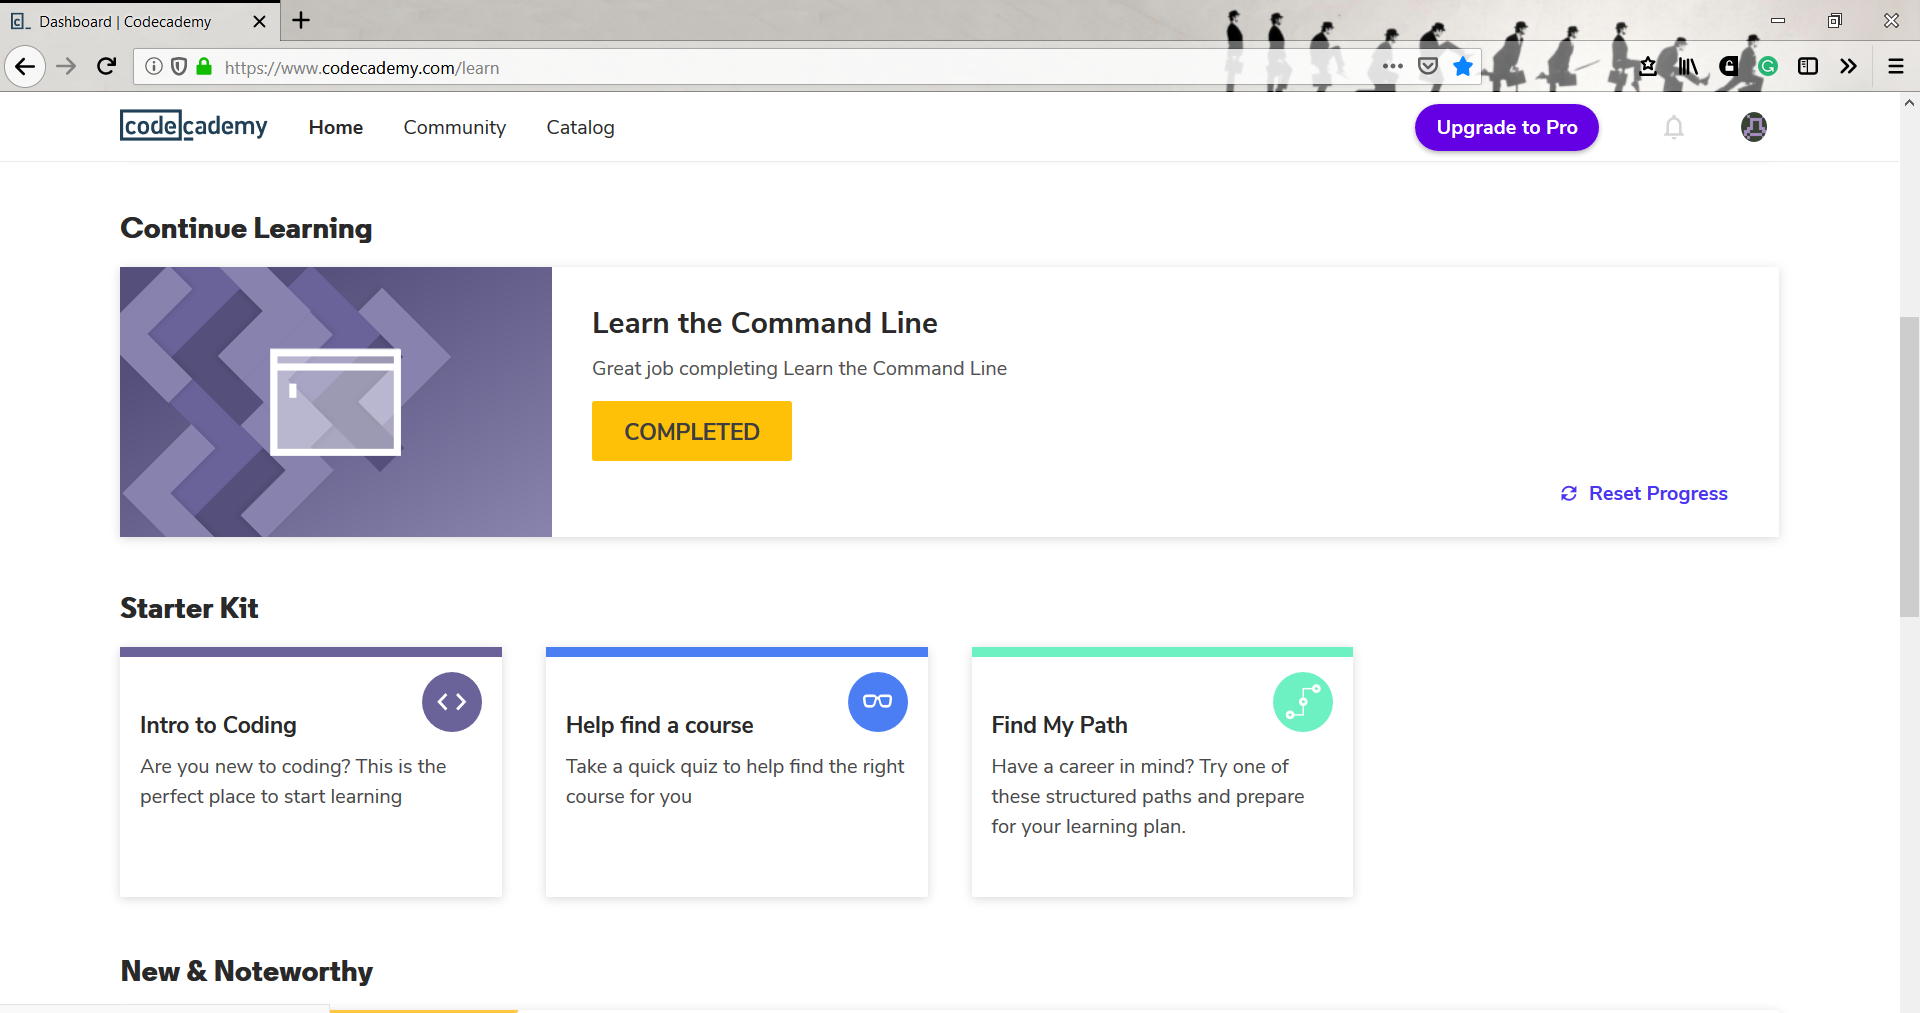 Dashboard | Codecademy
https://www.codecademy.com/learn
codecademy
Home
Community
Catalog
Upgrade to Pro
Continue Learning
Learn the Command Line
Great job completing Learn the Command Line
COMPLETED
Reset Progress
Starter Kit
Intro to Coding
Are you new to coding? This is the
perfect place to start learning
Help find a course
Take a quick quiz to help find the right
course for you
Find My Path
Have a career in mind? Try one of
these structured paths and prepare
for your learning plan.
New & Noteworthy